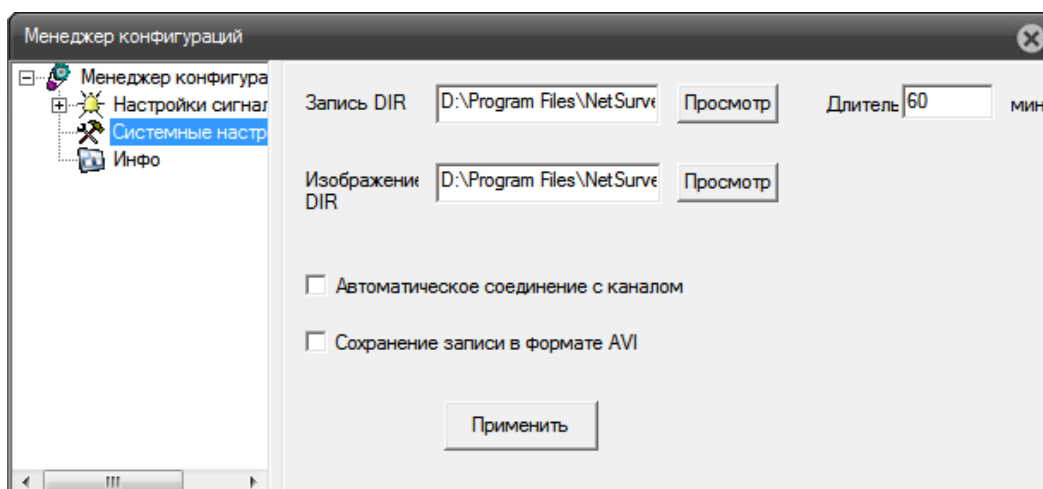 Менеджер конфигураций
Менеджер конфигура
Настройки сигнал
Системные настр
Инфо
Запись DIR D:\Program Files\NetSurve Просмотр Длитель 60 мин
Изображение D:\Program Files\NetSurve Просмотр
DIR
Автоматическое соединение с каналом
Сохранение записи в формате AVI
Применить